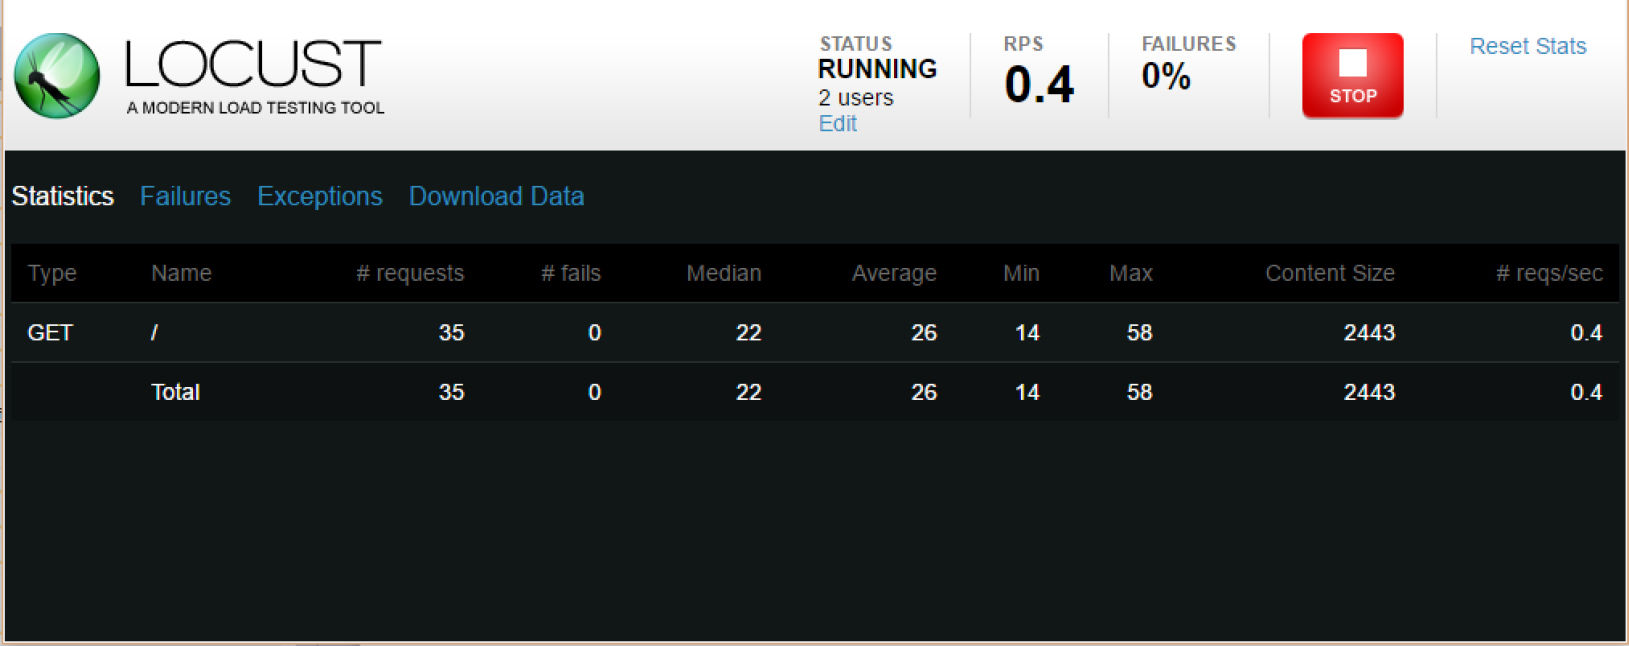 LOCUST
A MODERN LOAD TESTING TOOL
STATUS
RUNNING
2 users
Edit
RPS
0.4
FAILURES
0%
STOP
Reset Stats
Statistics Failures Exceptions Download Data
Type Name # requests # fails Median Average Min Max Content Size # reqs/sec
GET / 35 0 22 26 14 58 2443 0.4
Total 35 0 22 26 14 58 2443 0.4